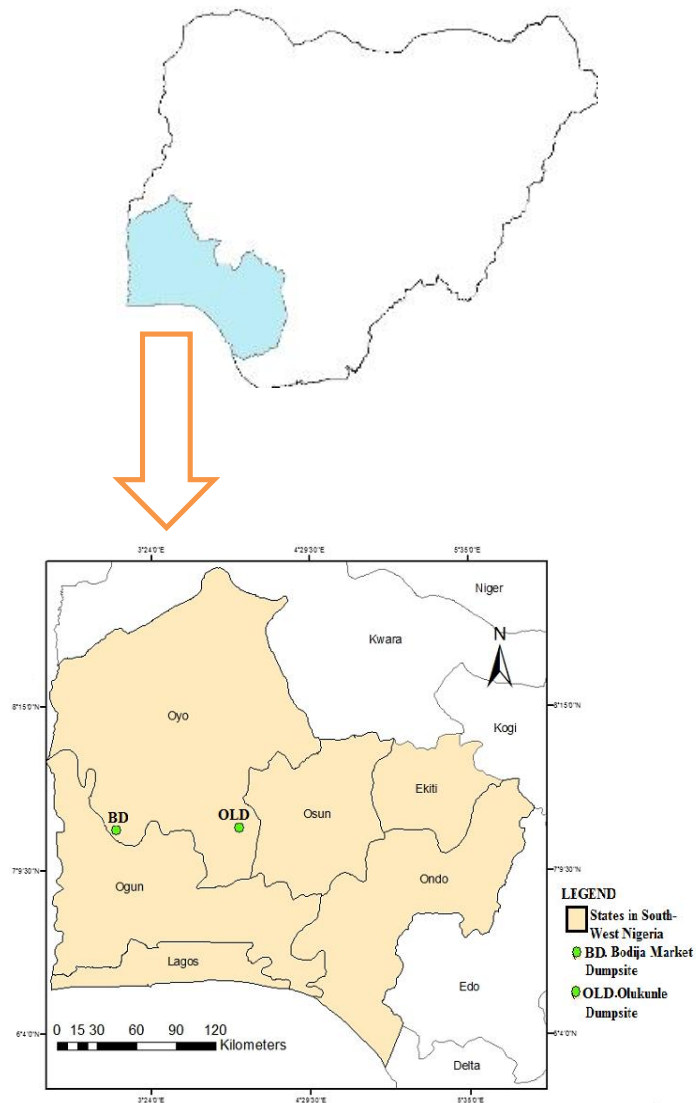 3°24'0"E 4°29'30"E 5°35'0"E
Niger
N
Kwara
8°15'0"N 8°15'0"N
Oyo
Kogi
Ekiti
BD OLD
Osun
7°9'30"N 7°9'30"N
Ogun
Ondo
LEGEND
States in South-
West Nigeria
BD. Bodija Market
Dumpsite
OLD.Olukunle
Dumpsite
Lagos
Edo
6°4'0"N 6°4'0"N
0 15 30 60 90 120
Kilometers
Delta
3°24'0"E 4°29'30"E 5°35'0"E